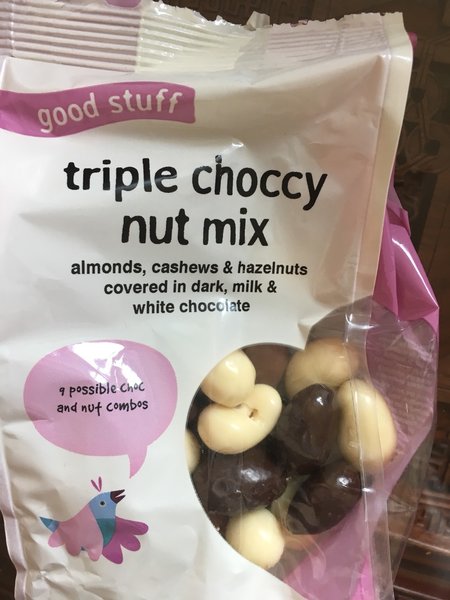 good stuff
triple choccy
nut mix
almonds, cashews & hazelnuts
covered in dark, milk &
white chocolate
9 possible choc
and nut combos